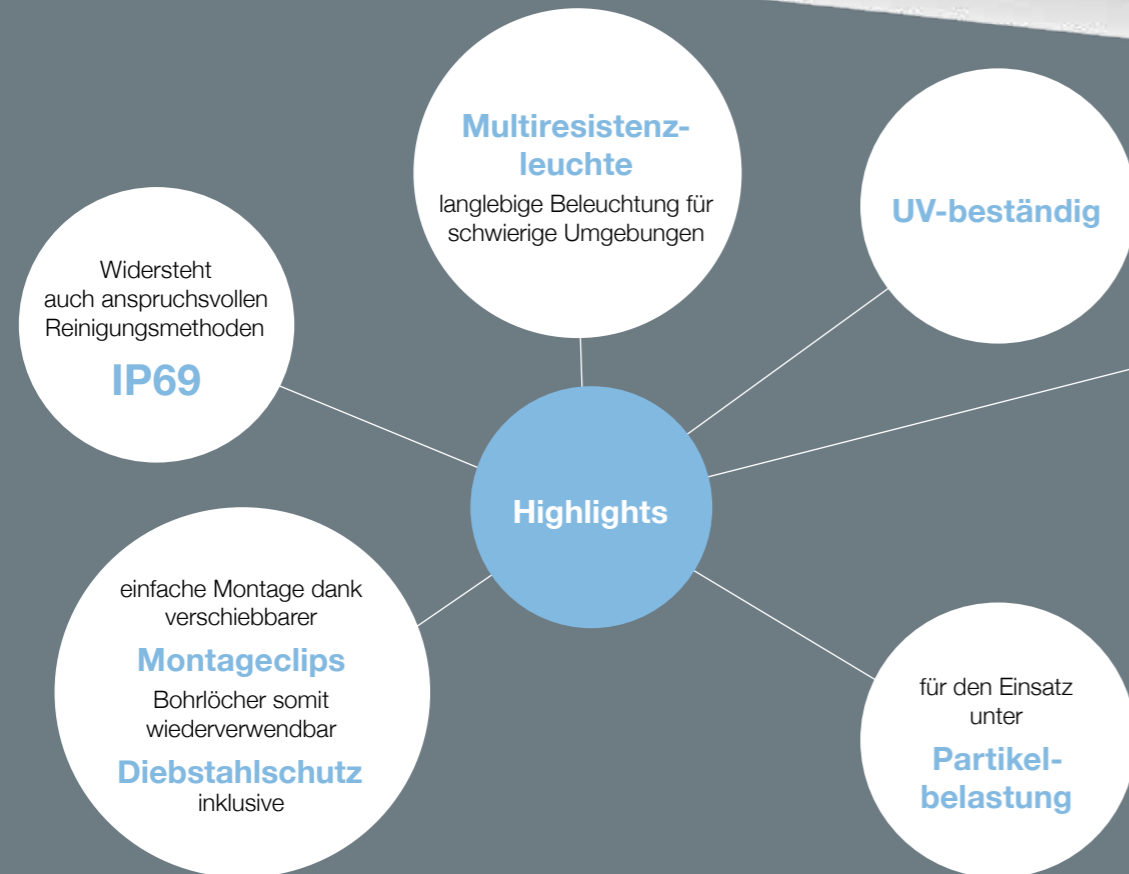 Multiresistenz-
leuchte
langlebige Beleuchtung für
schwierige Umgebungen
UV-beständig
Widersteht
auch anspruchsvollen
Reinigungsmethoden
IP69
Highlights
einfache Montage dank
verschiebbarer
Montageclips
Bohrlöcher somit
wiederverwendbar
Diebstahlschutz
inklusive
für den Einsatz
unter
Partikel-
belastung